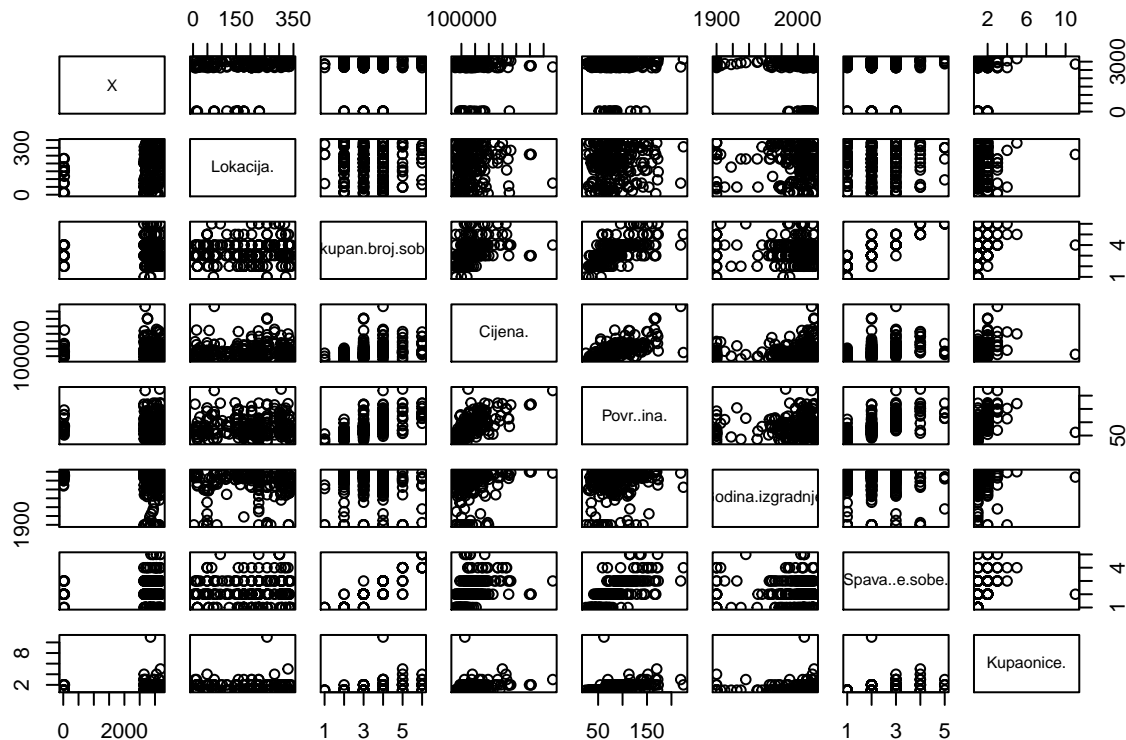 0 150 350 100000 1900 2000 2 6 10
X 0 3000
0 300 Lokacija.
kupan.broj.sob 1 4
100000 Cijena.
Povr..ina. 50
1900 odina.izgradnje
Spava..e.sobe. 1 4
2 8 Kupaonice.
0 2000 1 3 5 50 150 1 3 5